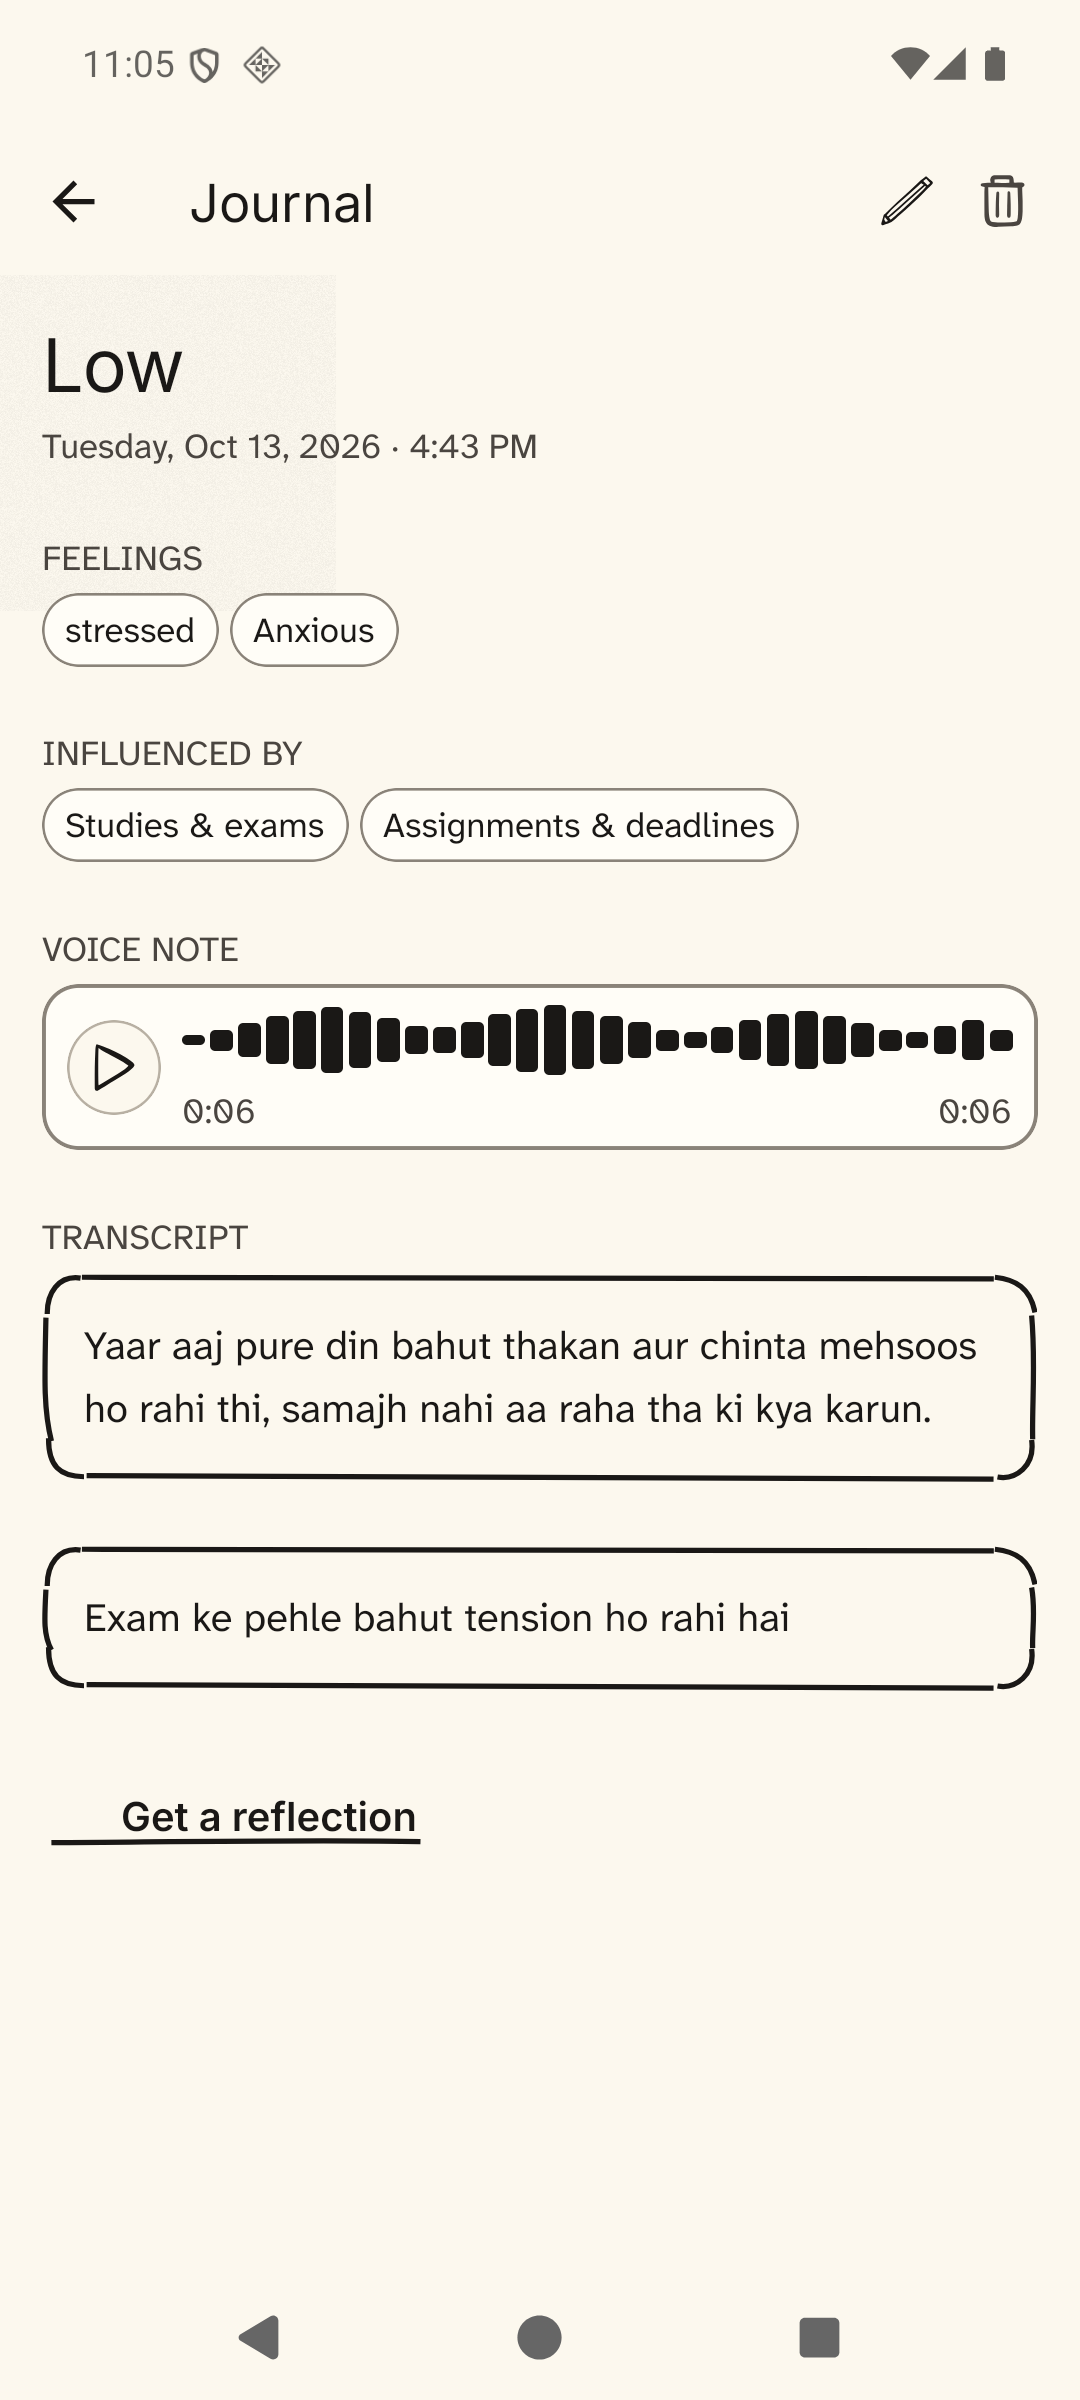 11:05
Journal
Low
Tuesday, Oct 13, 2026 · 4:43 PM
FEELINGS
stressed Anxious
INFLUENCED BY
Studies & exams Assignments & deadlines
VOICE NOTE
0:06 0:06
TRANSCRIPT
Yaar aaj pure din bahut thakan aur chinta mehsoos
ho rahi thi, samajh nahi aa raha tha ki kya karun.
Exam ke pehle bahut tension ho rahi hai
Get a reflection